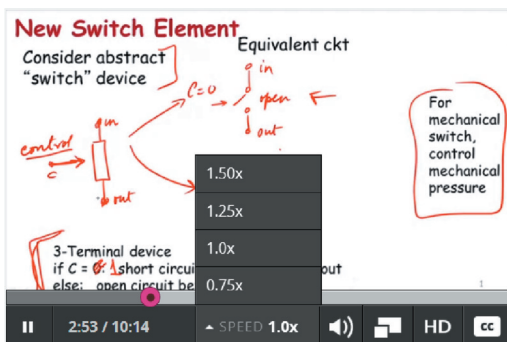 New Switch Element
Consider abstract
"switch" device
Equivalent ckt
in
C=0
open
out
in
control
c
out
For
mechanical
switch,
control
mechanical
pressure
1.50x
1.25x
1.0x
0.75x
3-Terminal device
if C = 1 short circui out
else: open circuit be
2:53 / 10:14
SPEED 1.0x
HD
CC